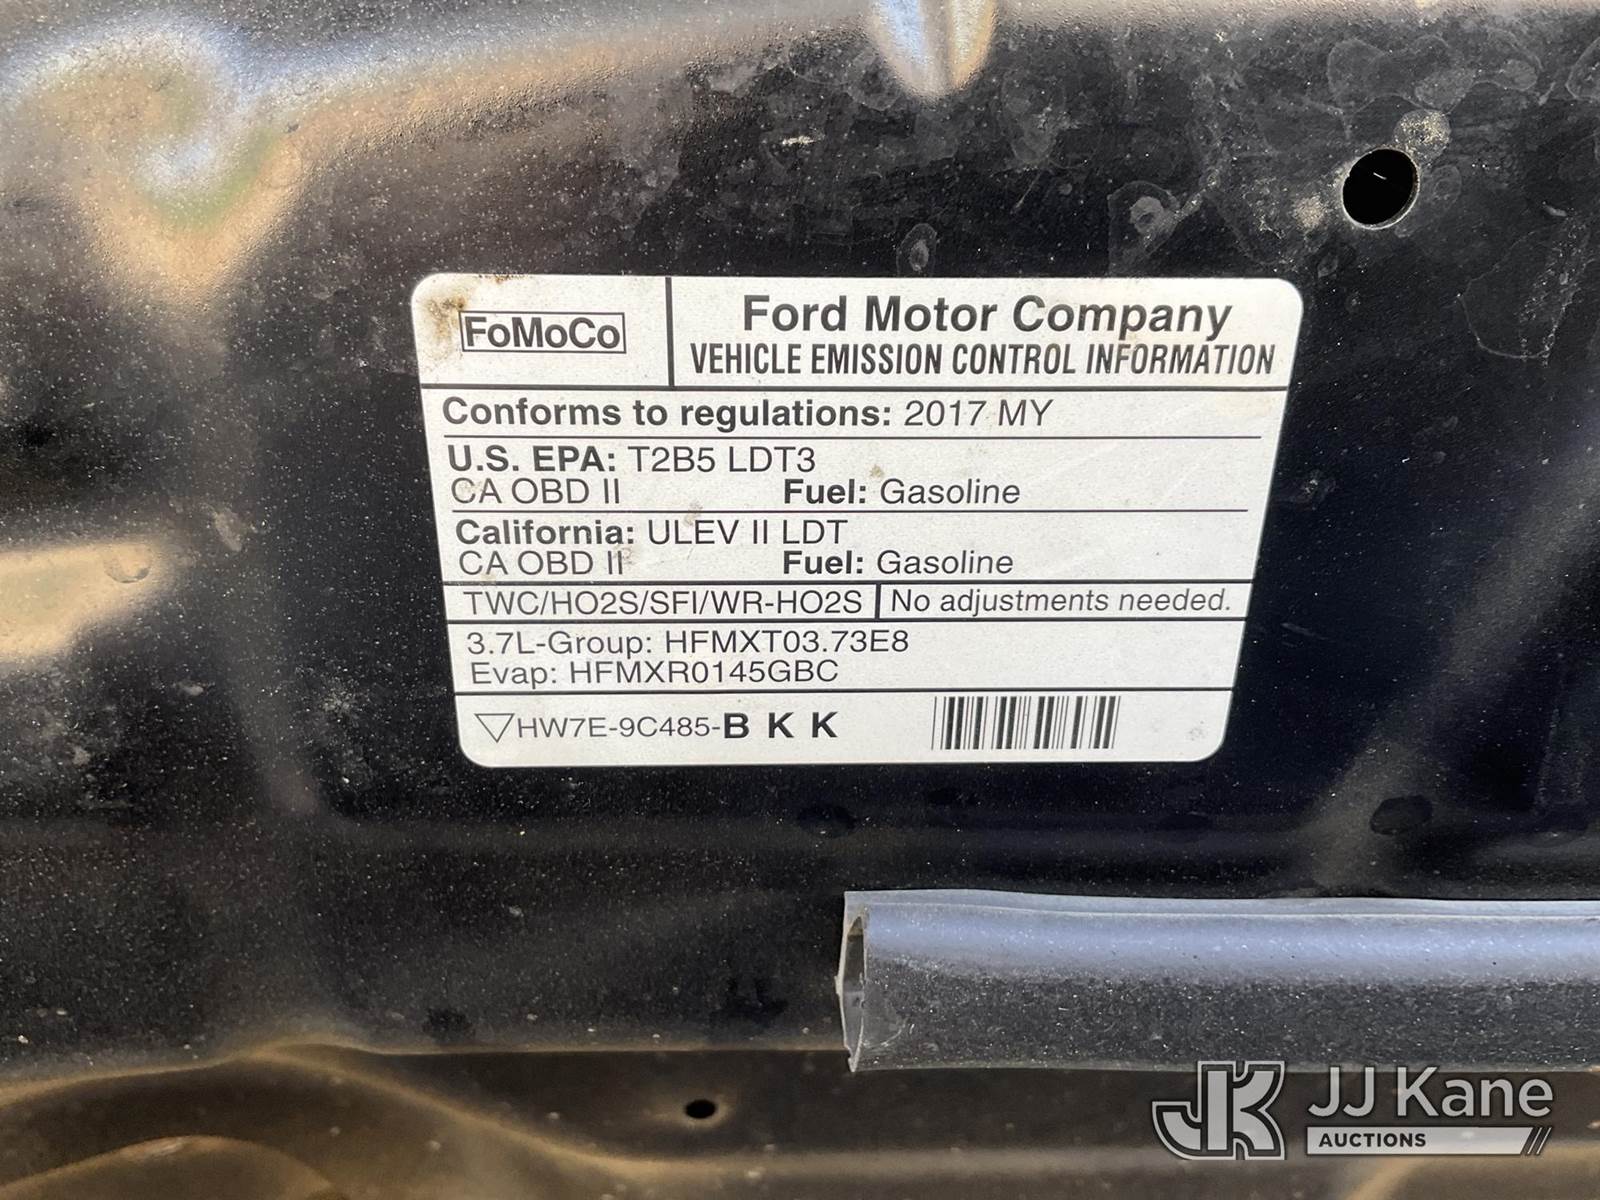 FoMoCo
Ford Motor Company
VEHICLE EMISSION CONTROL INFORMATION
Conforms to regulations: 2017 MY
U.S. EPA: T2B5 LDT3
CA OBD II Fuel: Gasoline
California: ULEV II LDT
CA OBD II Fuel: Gasoline
TWC/HO2S/SFI/WR-HO2S No adjustments needed.
3.7L-Group: HFMXT03.73E8
Evap: HFMXR0145GBC
HW7E-9C485-B K K
JK JJ Kane
AUCTIONS